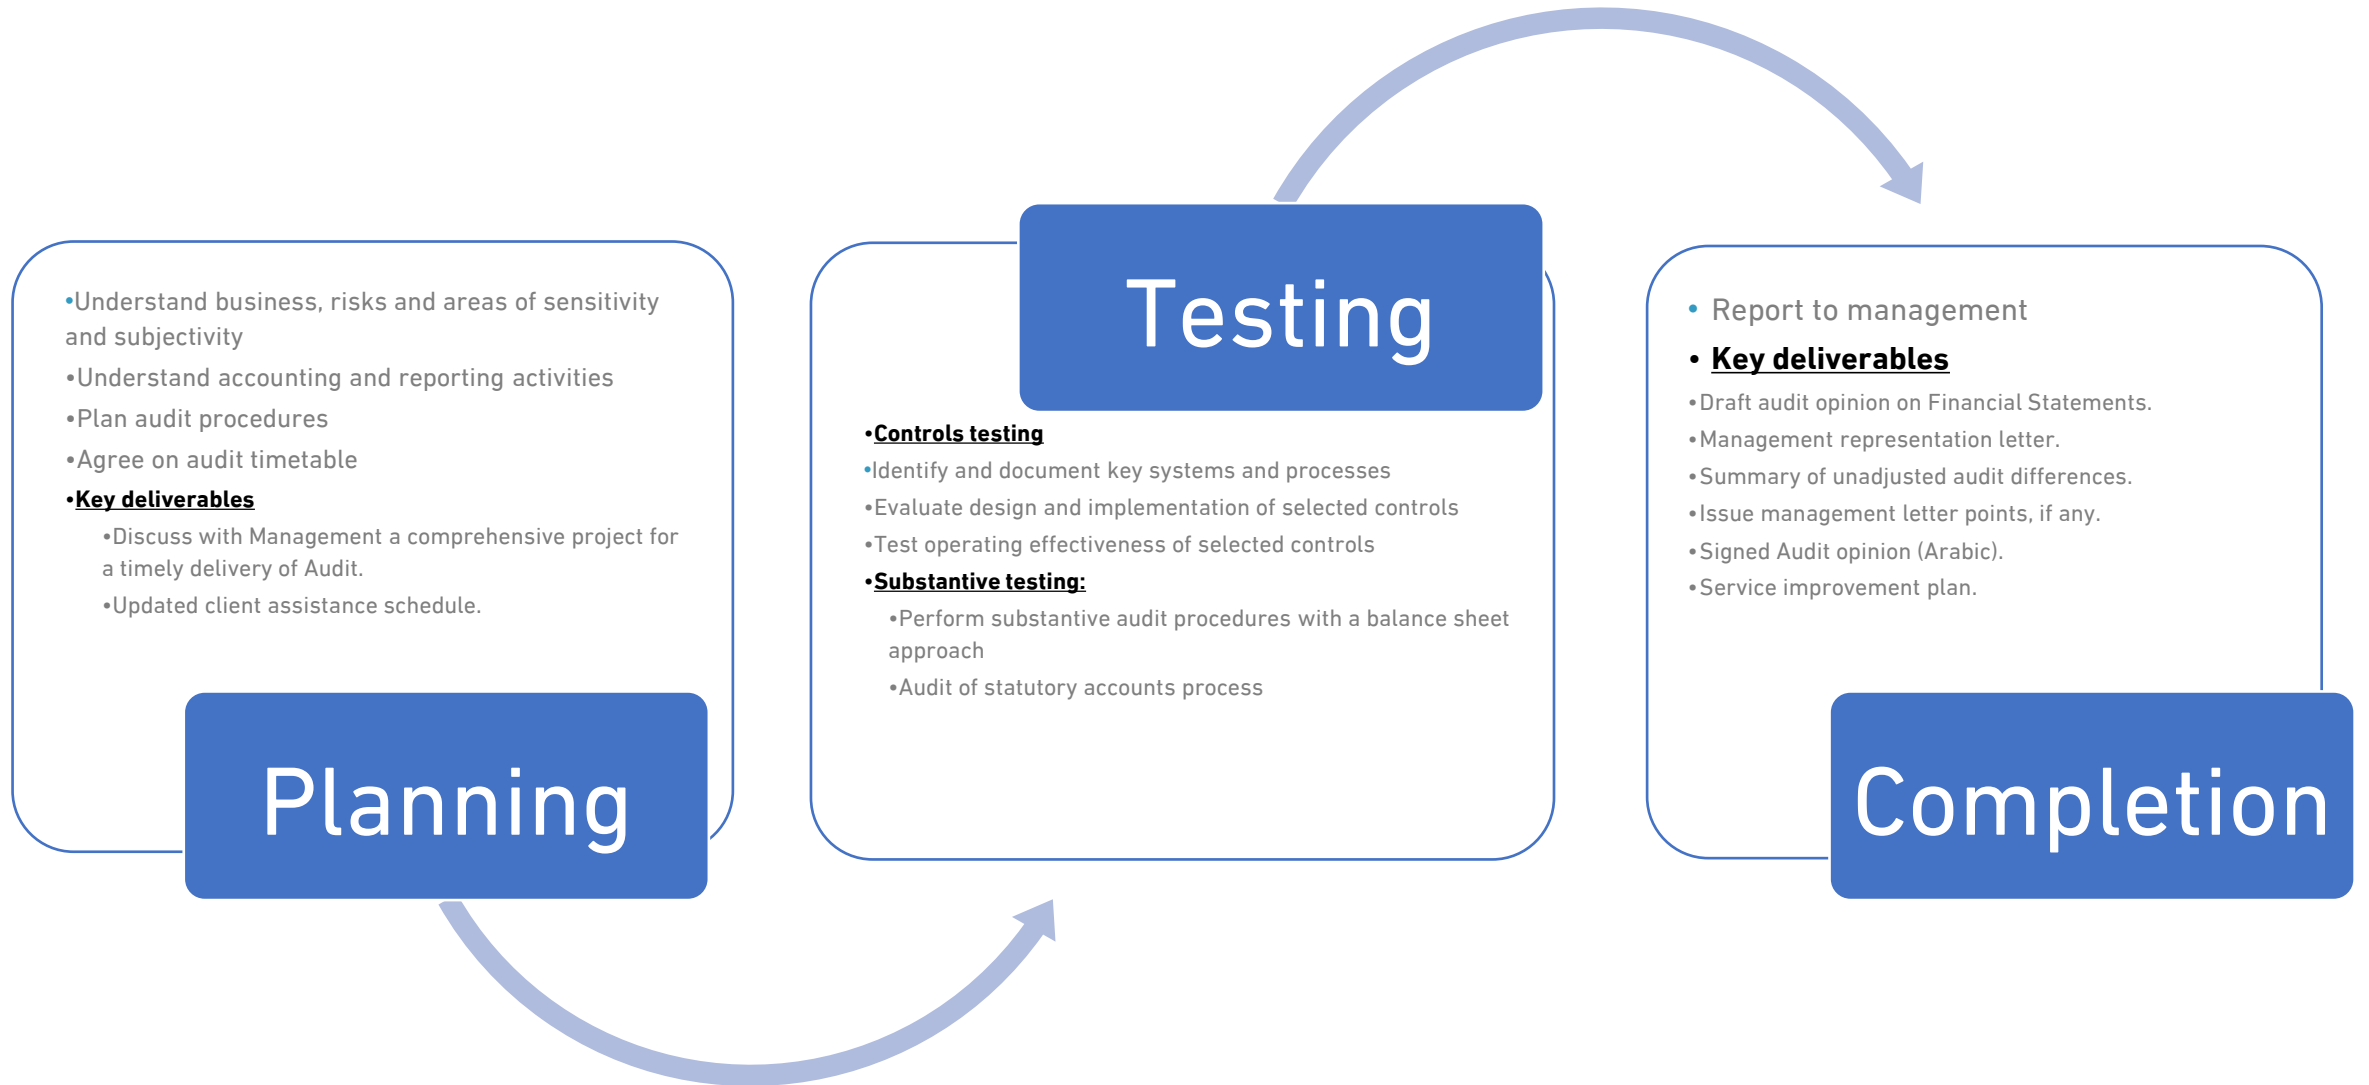 •Understand business, risks and areas of sensitivity
and subjectivity
•Understand accounting and reporting activities
•Plan audit procedures
•Agree on audit timetable
•Key deliverables
•Discuss with Management a comprehensive project for
a timely delivery of Audit.
•Updated client assistance schedule.
Planning
Testing
•Controls testing
•Identify and document key systems and processes
•Evaluate design and implementation of selected controls
•Test operating effectiveness of selected controls
•Substantive testing:
•Perform substantive audit procedures with a balance sheet
approach
•Audit of statutory accounts process
• Report to management
• Key deliverables
•Draft audit opinion on Financial Statements.
•Management representation letter.
•Summary of unadjusted audit differences.
•Issue management letter points, if any.
•Signed Audit opinion (Arabic).
•Service improvement plan.
Completion